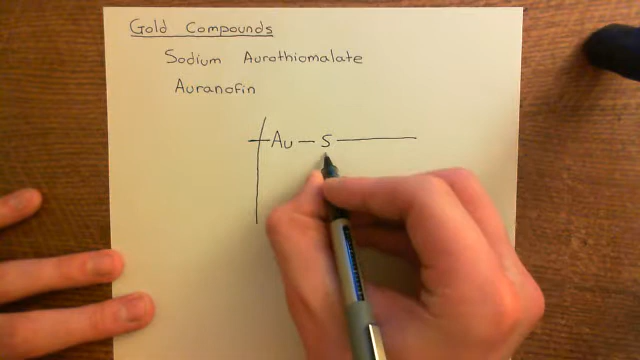 Gold Compounds
Sodium Aurothiomalate
Auranofin
Au — S —